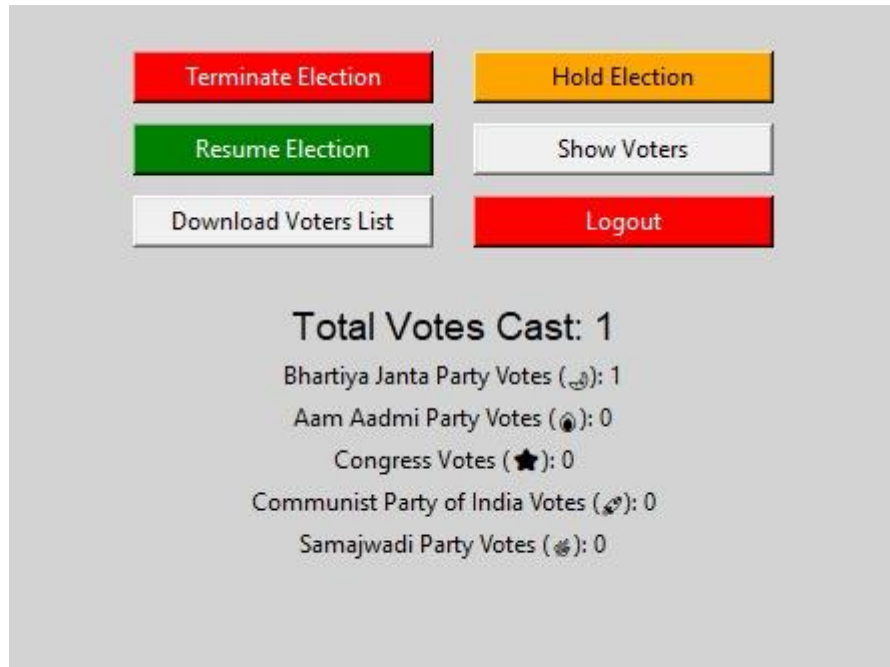 Terminate Election
Hold Election
Resume Election
Show Voters
Download Voters List
Logout
Total Votes Cast: 1
Bhartiya Janta Party Votes (🌙): 1
Aam Aadmi Party Votes (🔥): 0
Congress Votes (★): 0
Communist Party of India Votes (🚀): 0
Samajwadi Party Votes (): 0